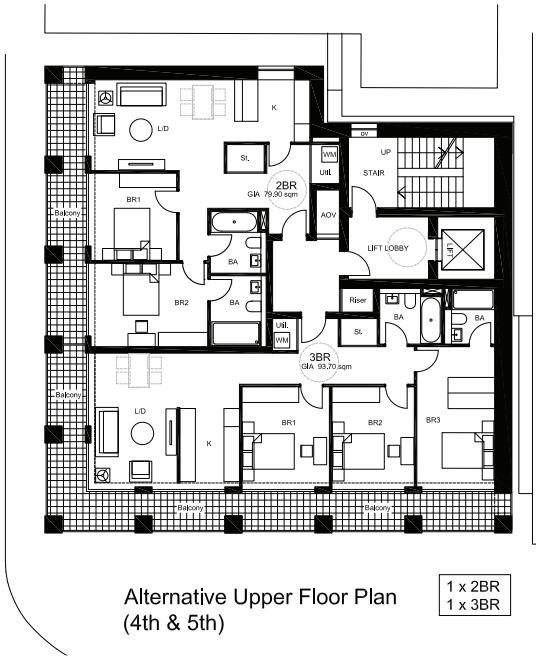 OV
UP
STAIR
K
L/D
St.
WM
Util.
2BR
GIA 79.90 sqm
BR1
AOV
Balcony
LIFT LOBBY
LIFT
BA
BR2
BA
Riser
Util.
WM
St.
BA
BA
3BR
GIA 93.70 sqm
Balcony
L/D
K
BR1
BR2
BR3
Balcony
Balcony
Alternative Upper Floor Plan
(4th & 5th)
1 x 2BR
1 x 3BR